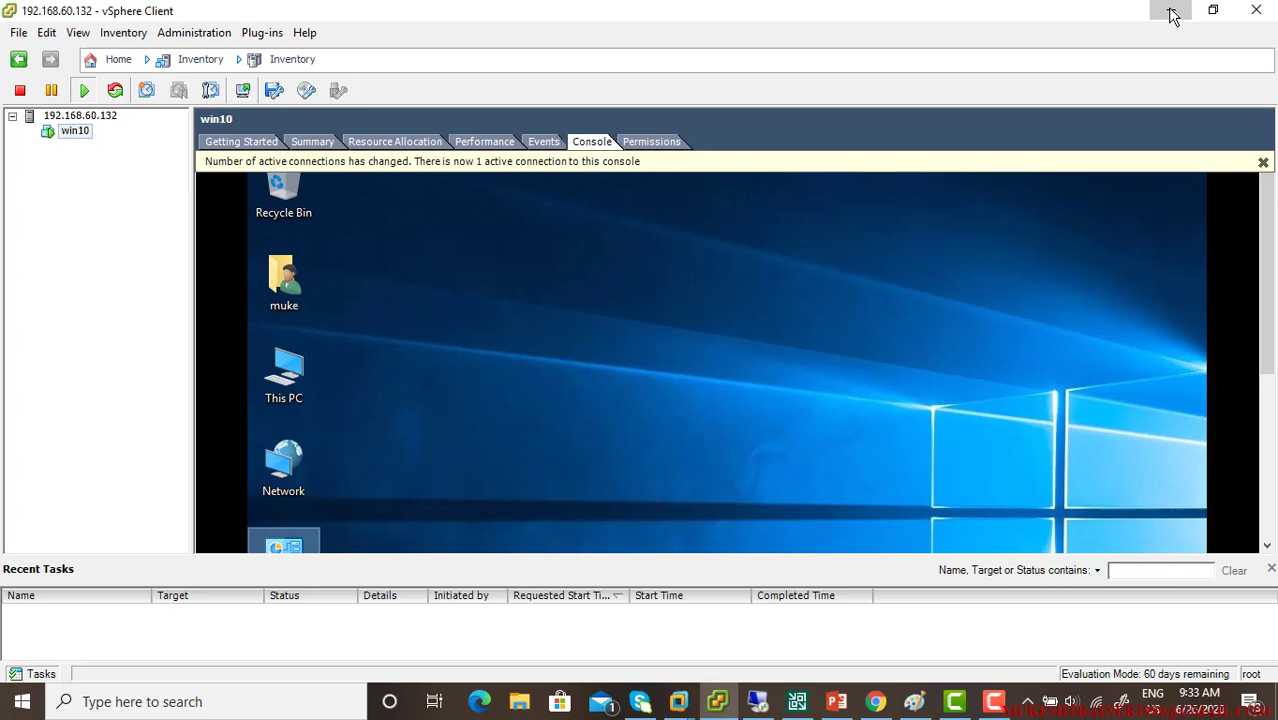 192.168.60.132 - vSphere Client
File Edit View Inventory Administration Plug-ins Help
Home Inventory Inventory
192.168.60.132
win10
win10
Getting Started Summary Resource Allocation Performance Events Console Permissions
Number of active connections has changed. There is now 1 active connection to this console
Recycle Bin
muke
This PC
Network
Recent Tasks
Name, Target or Status contains: Clear
Name Target Status Details Initiated by Requested Start Ti... Start Time Completed Time
Tasks
Evaluation Mode: 60 days remaining root
Type here to search
1
ENG
9:33 AM
6/26/2020